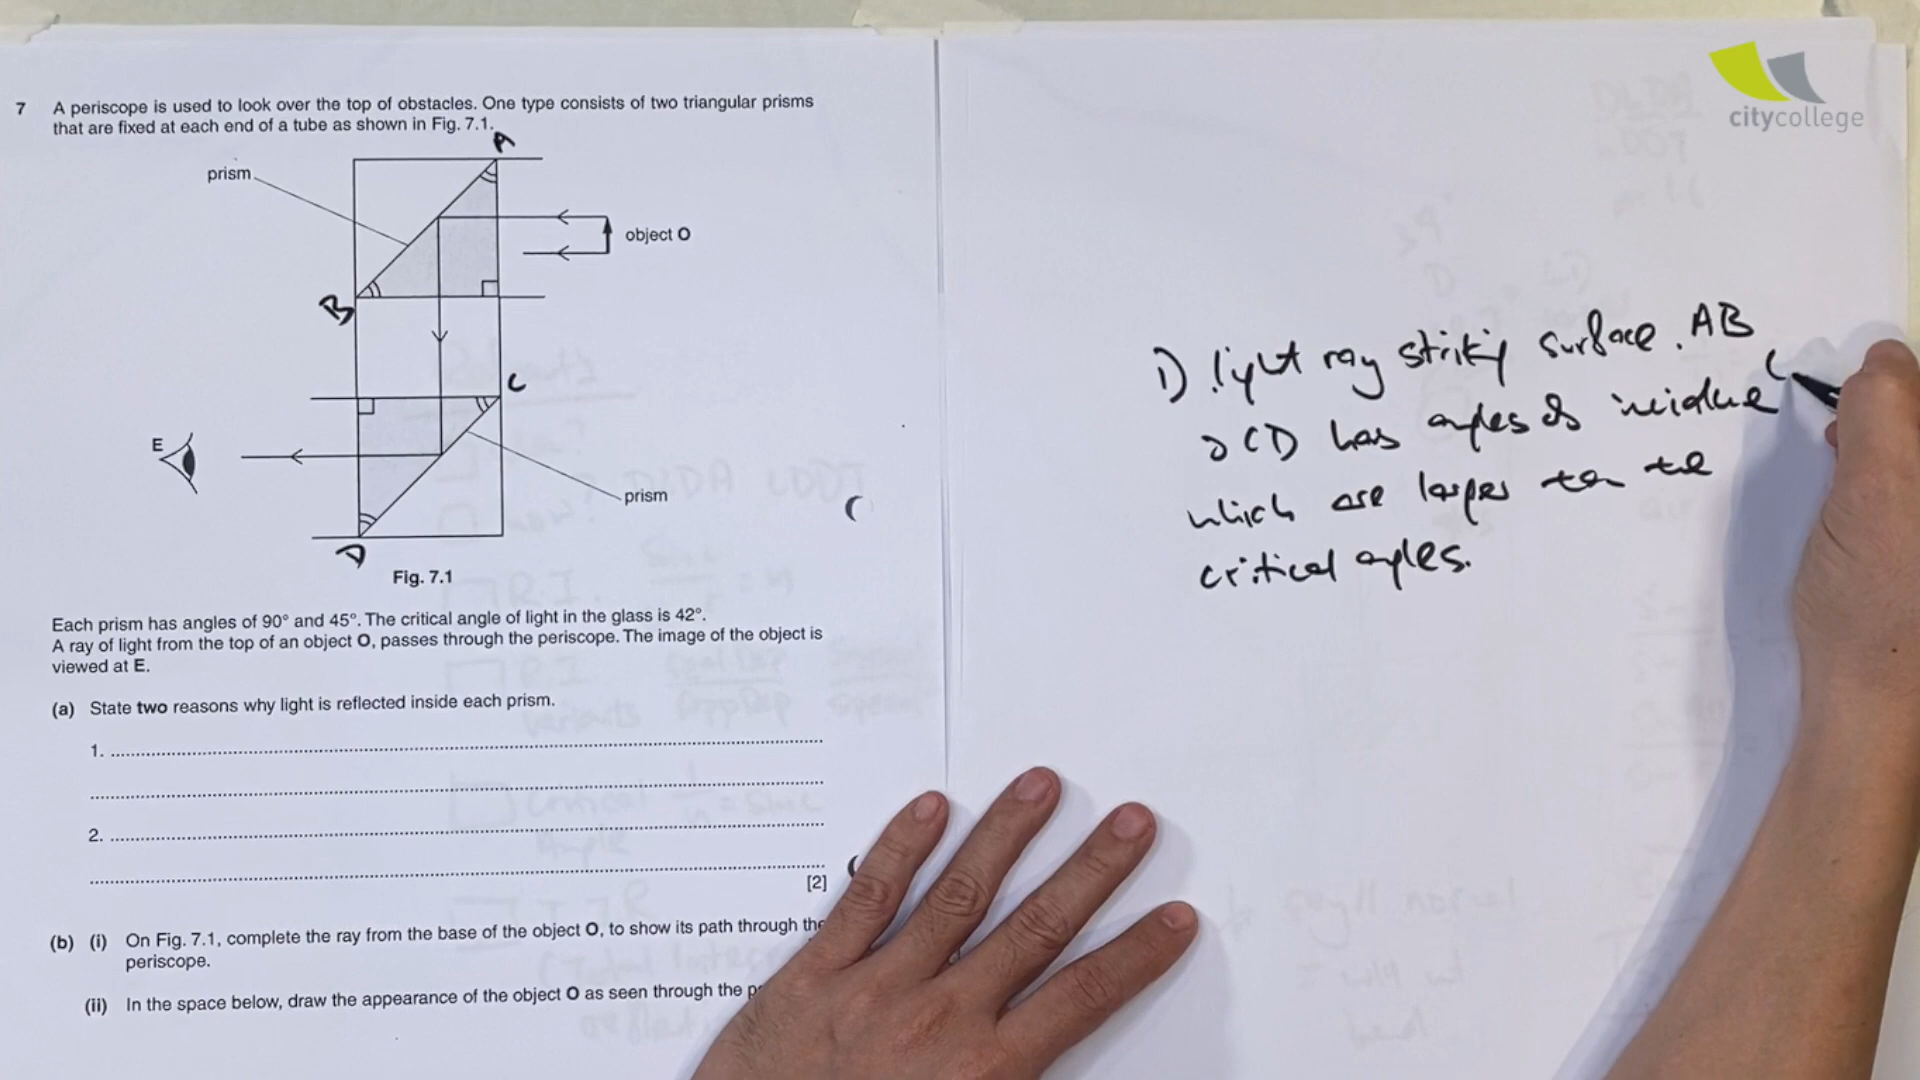 citycollege
7 A periscope is used to look over the top of obstacles. One type consists of two triangular prisms
that are fixed at each end of a tube as shown in Fig. 7.1.
A
prism
object O
B
C
E
prism
D
Fig. 7.1
Each prism has angles of 90° and 45°. The critical angle of light in the glass is 42°.
A ray of light from the top of an object O, passes through the periscope. The image of the object is
viewed at E.
(a) State two reasons why light is reflected inside each prism.
1.
2.
[2]
(b) (i) On Fig. 7.1, complete the ray from the base of the object O, to show its path through the
periscope.
(ii) In the space below, draw the appearance of the object O as seen through the
1) light ray striking surface. AB
CD has angles of incidence (
which are larger than the
critical angles.